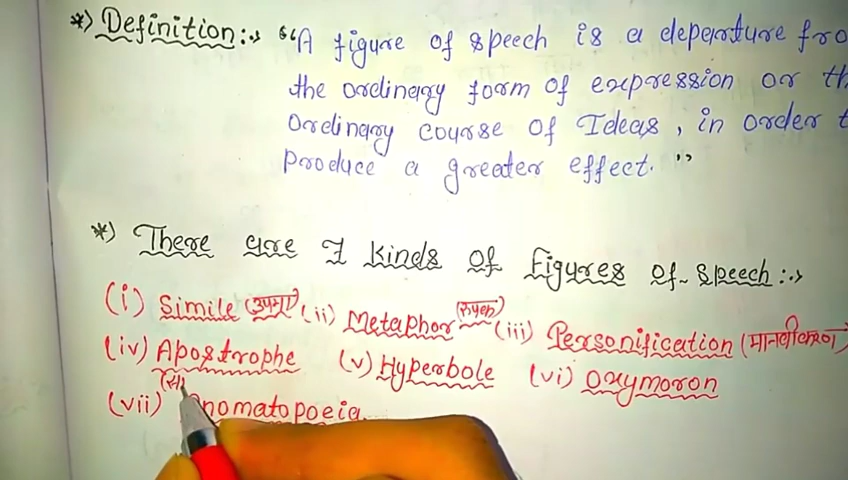 *) Definition:- "A figure of speech is a departure fro
the ordinary form of expression or th
Ordinary course of Ideas, in order t
Produce a greater effect."
*) There are 7 Kinds of Figures of Speech:->
(i) Simile (उपमा) (ii) Metaphor (रूपक) (iii) Personification (मानवीकरण)
(iv) Apostrophe (v) Hyperbole (vi) Oxymoron
(vii) Onomatopoeia